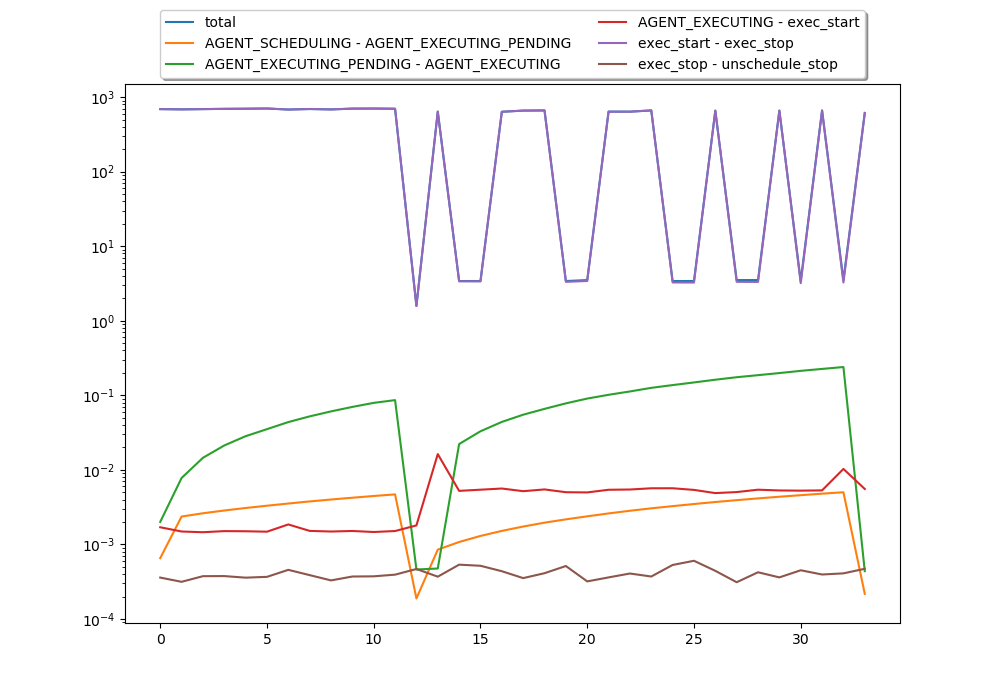 total
AGENT_SCHEDULING - AGENT_EXECUTING_PENDING
AGENT_EXECUTING_PENDING - AGENT_EXECUTING
AGENT_EXECUTING - exec_start
exec_start - exec_stop
exec_stop - unschedule_stop
10³
10²
10¹
10⁰
10⁻¹
10⁻²
10⁻³
10⁻⁴
0 5 10 15 20 25 30